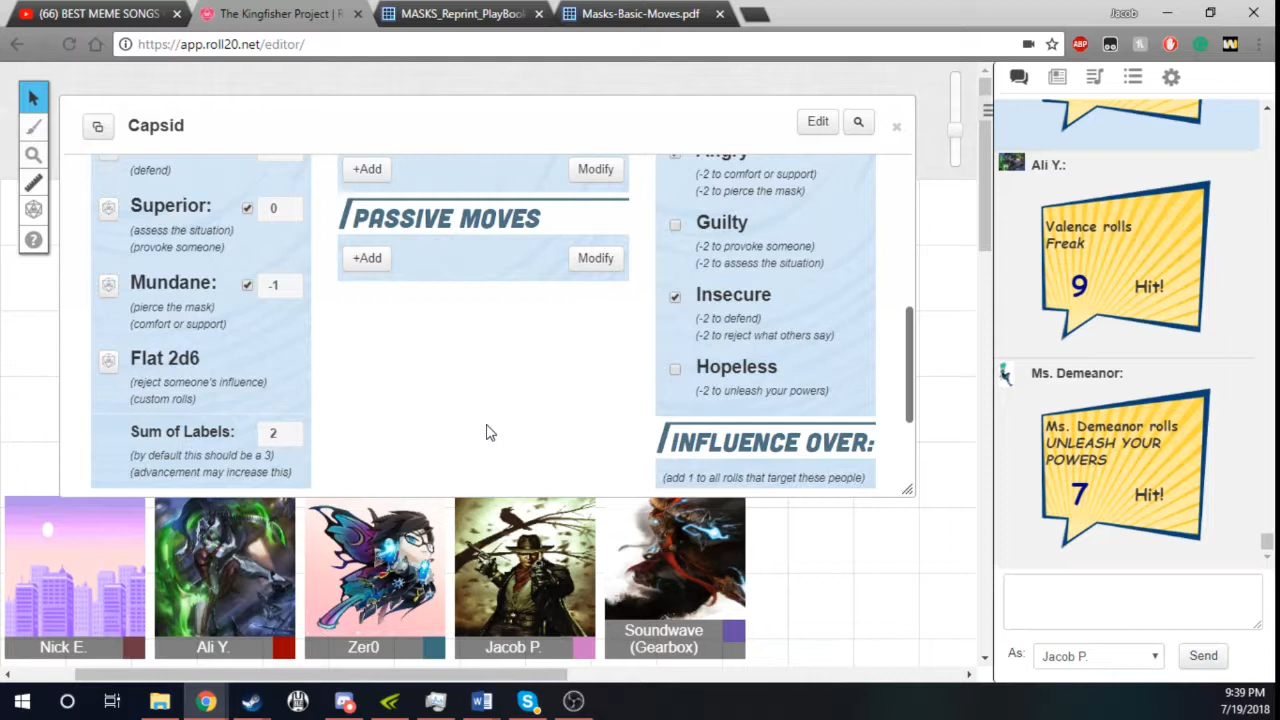 (66) BEST MEME SONGS
The Kingfisher Project | R
MASKS_Reprint_PlayBook
Masks-Basic-Moves.pdf
Jacob
https://app.roll20.net/editor/
ABP
Capsid
Edit
(defend)
Superior:
0
(assess the situation)
(provoke someone)
Mundane:
-1
(pierce the mask)
(comfort or support)
Flat 2d6
(reject someone's influence)
(custom rolls)
Sum of Labels:
2
(by default this should be a 3)
(advancement may increase this)
+Add
Modify
PASSIVE MOVES
+Add
Modify
Angry
(-2 to comfort or support)
(-2 to pierce the mask)
Guilty
(-2 to provoke someone)
(-2 to assess the situation)
Insecure
(-2 to defend)
(-2 to reject what others say)
Hopeless
(-2 to unleash your powers)
INFLUENCE OVER:
(add 1 to all rolls that target these people)
Nick E.
Ali Y.
Zer0
Jacob P.
Soundwave
(Gearbox)
Ali Y.:
Valence rolls
Freak
9
Hit!
Ms. Demeanor:
Ms. Demeanor rolls
UNLEASH YOUR
POWERS
7
Hit!
As:
Jacob P.
Send
9:39 PM
7/19/2018